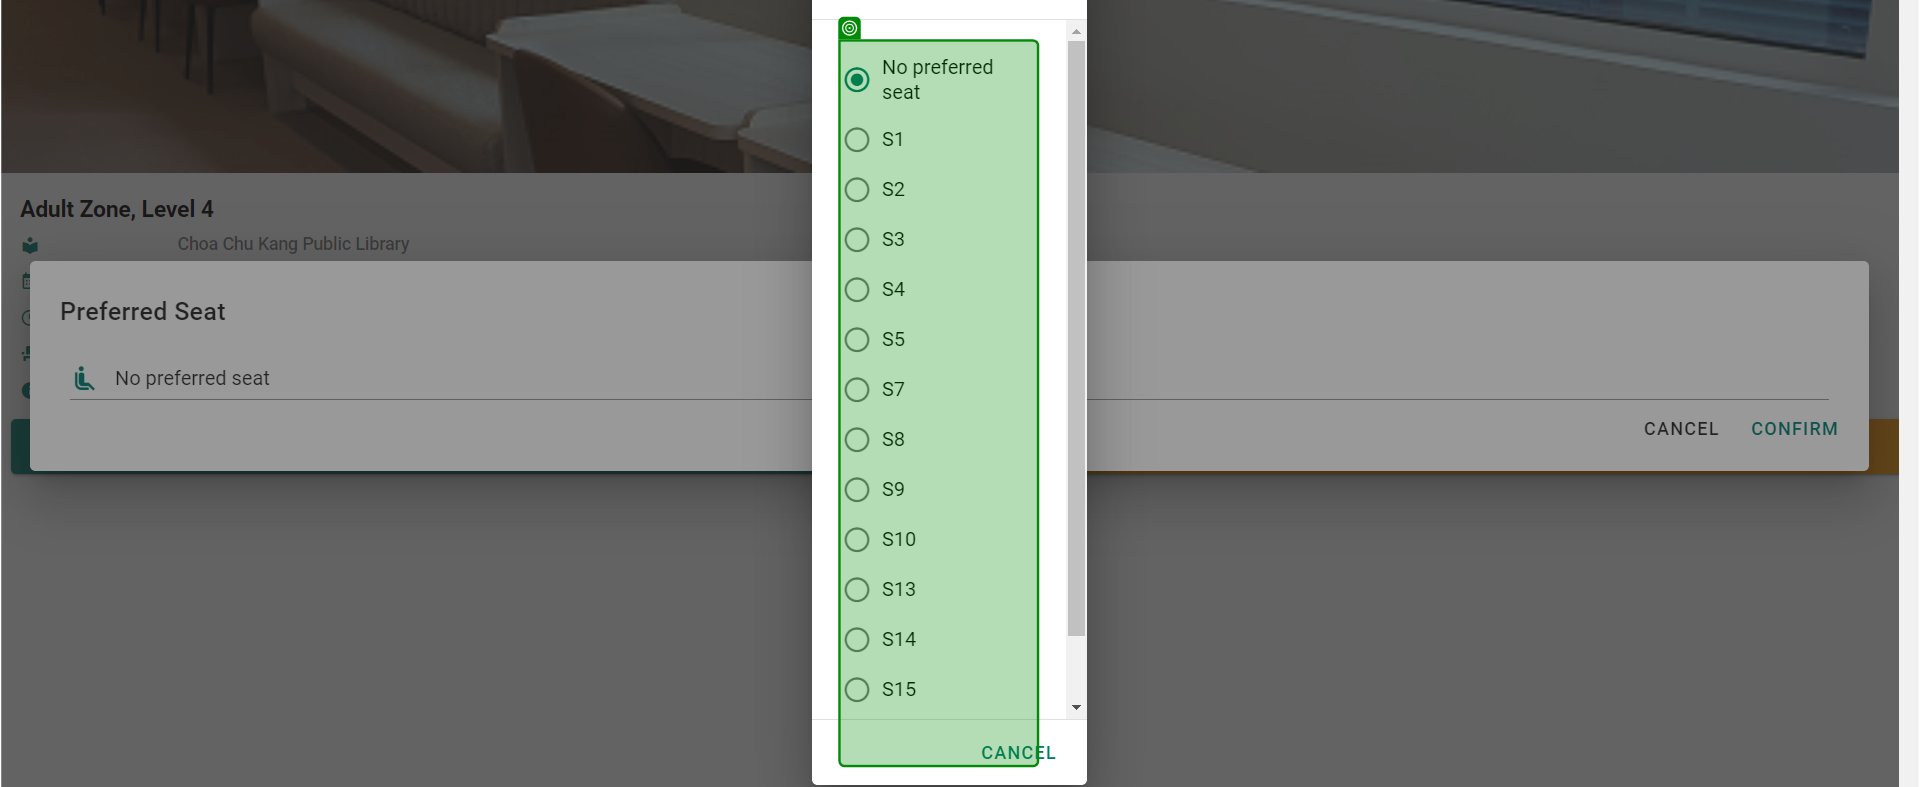 Adult Zone, Level 4
Choa Chu Kang Public Library
Preferred Seat
No preferred seat
CANCEL CONFIRM
No preferred
seat
S1
S2
S3
S4
S5
S7
S8
S9
S10
S13
S14
S15
CANCEL